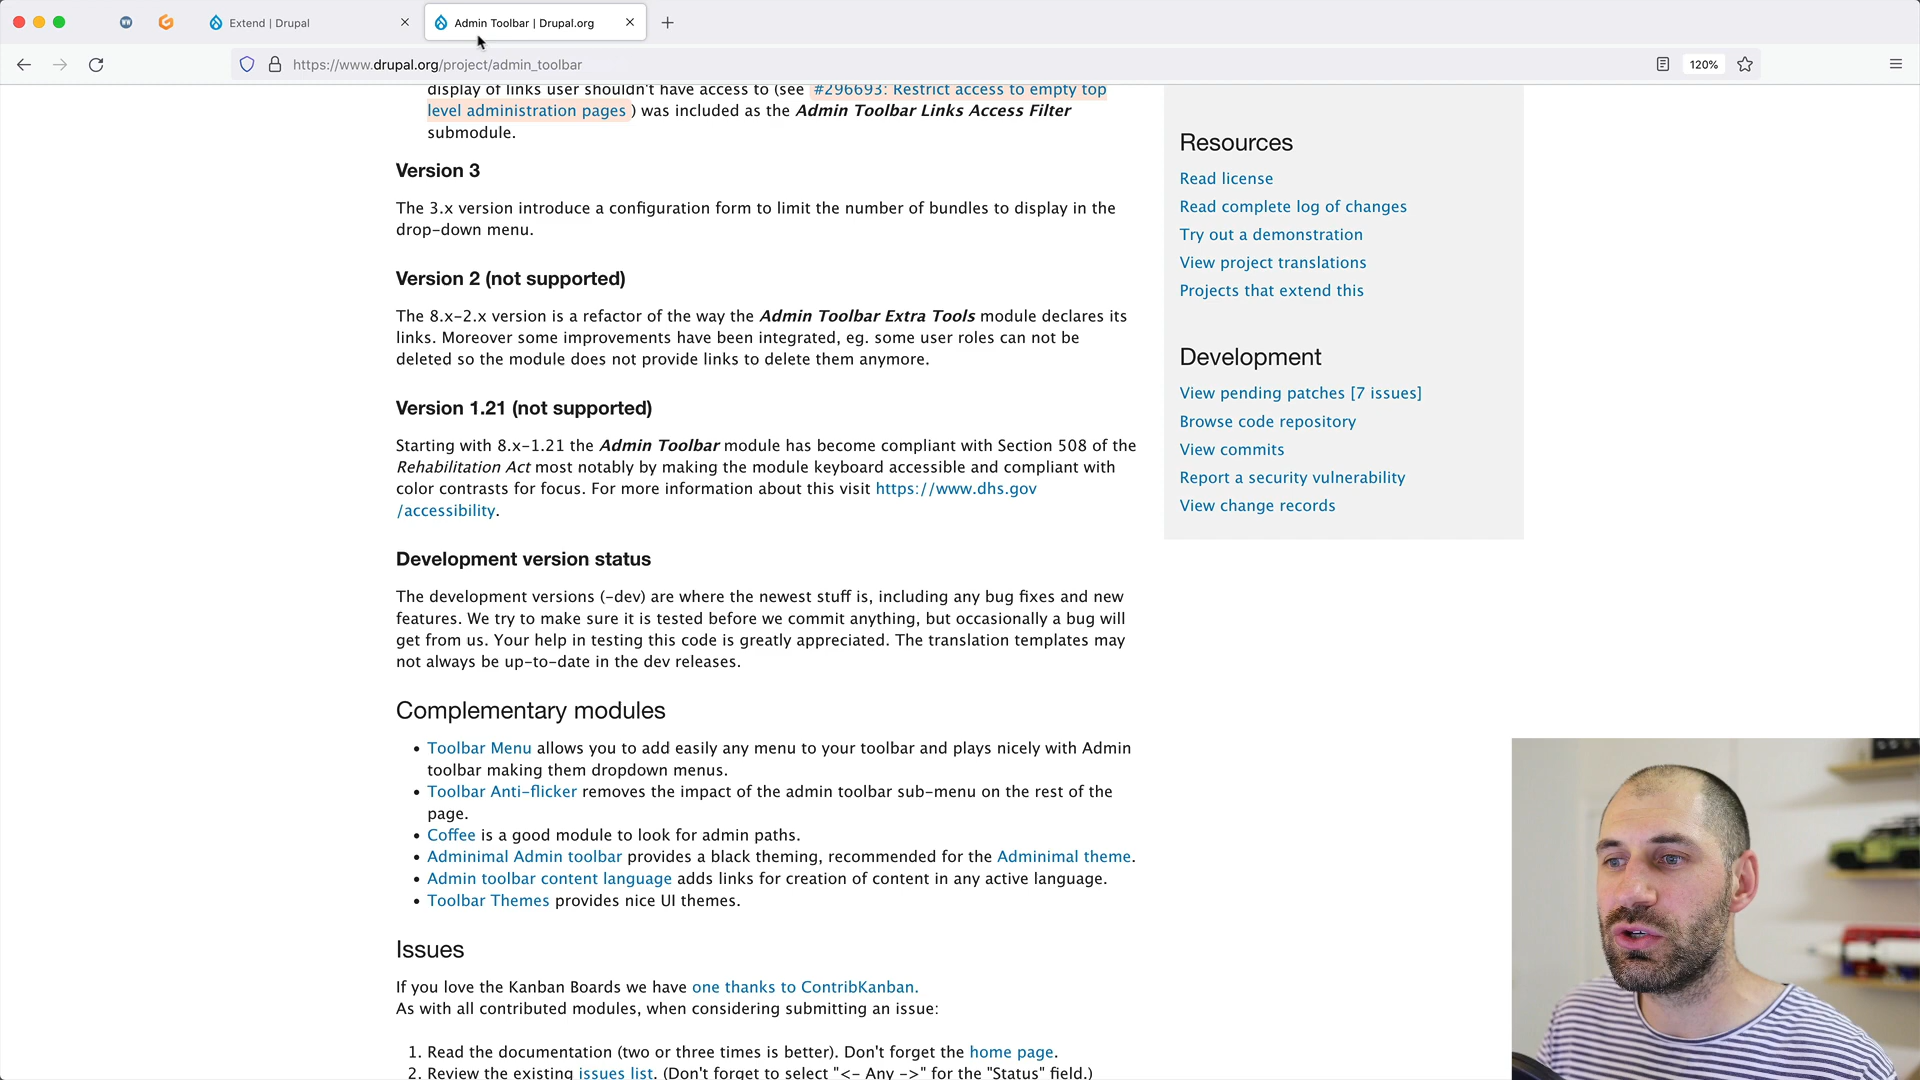 Extend | Drupal
Admin Toolbar | Drupal.org
https://www.drupal.org/project/admin_toolbar
120%
display of links user shouldn't have access to (see #296693: Restrict access to empty top
level administration pages ) was included as the Admin Toolbar Links Access Filter
submodule.
Version 3
The 3.x version introduce a configuration form to limit the number of bundles to display in the
drop-down menu.
Version 2 (not supported)
The 8.x-2.x version is a refactor of the way the Admin Toolbar Extra Tools module declares its
links. Moreover some improvements have been integrated, eg. some user roles can not be
deleted so the module does not provide links to delete them anymore.
Version 1.21 (not supported)
Starting with 8.x-1.21 the Admin Toolbar module has become compliant with Section 508 of the
Rehabilitation Act most notably by making the module keyboard accessible and compliant with
color contrasts for focus. For more information about this visit https://www.dhs.gov
/accessibility.
Development version status
The development versions (-dev) are where the newest stuff is, including any bug fixes and new
features. We try to make sure it is tested before we commit anything, but occasionally a bug will
get from us. Your help in testing this code is greatly appreciated. The translation templates may
not always be up-to-date in the dev releases.
Complementary modules
• Toolbar Menu allows you to add easily any menu to your toolbar and plays nicely with Admin
toolbar making them dropdown menus.
• Toolbar Anti-flicker removes the impact of the admin toolbar sub-menu on the rest of the
page.
• Coffee is a good module to look for admin paths.
• Adminimal Admin toolbar provides a black theming, recommended for the Adminimal theme.
• Admin toolbar content language adds links for creation of content in any active language.
• Toolbar Themes provides nice UI themes.
Issues
If you love the Kanban Boards we have one thanks to ContribKanban.
As with all contributed modules, when considering submitting an issue:
1. Read the documentation (two or three times is better). Don't forget the home page.
2. Review the existing issues list. (Don't forget to select "<- Any ->" for the "Status" field.)
Resources
Read license
Read complete log of changes
Try out a demonstration
View project translations
Projects that extend this
Development
View pending patches [7 issues]
Browse code repository
View commits
Report a security vulnerability
View change records